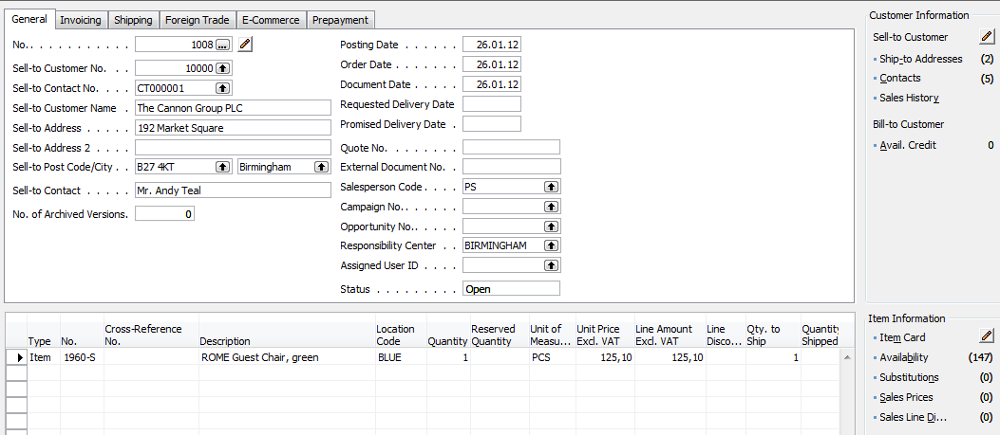 General Invoicing Shipping Foreign Trade E-Commerce Prepayment
No. . . . . . . . . . . . 1008 ...
Sell-to Customer No. . . . 10000
Sell-to Contact No. . . . . CT000001
Sell-to Customer Name . The Cannon Group PLC
Sell-to Address . . . . . 192 Market Square
Sell-to Address 2 . . . .
Sell-to Post Code/City . . B27 4KT Birmingham
Sell-to Contact . . . . . Mr. Andy Teal
No. of Archived Versions. 0
Posting Date . . . . . . 26.01.12
Order Date . . . . . . . 26.01.12
Document Date . . . . . 26.01.12
Requested Delivery Date
Promised Delivery Date .
Quote No. . . . . . . . .
External Document No. . .
Salesperson Code . . . . . PS
Campaign No. . . . . . .
Opportunity No. . . . . .
Responsibility Center . . BIRMINGHAM
Assigned User ID . . . .
Status . . . . . . . . . Open
Customer Information
Sell-to Customer
Ship-to Addresses (2)
Contacts (5)
Sales History
Bill-to Customer
Avail. Credit 0
Type No. Cross-Reference No. Description Location Code Quantity Reserved Quantity Unit of Measu... Unit Price Excl. VAT Line Amount Excl. VAT Line Disco... Qty. to Ship Quantity Shipped
Item 1960-S ROME Guest Chair, green BLUE 1 PCS 125,10 125,10 1
Item Information
Item Card
Availability (147)
Substitutions (0)
Sales Prices (0)
Sales Line Di... (0)